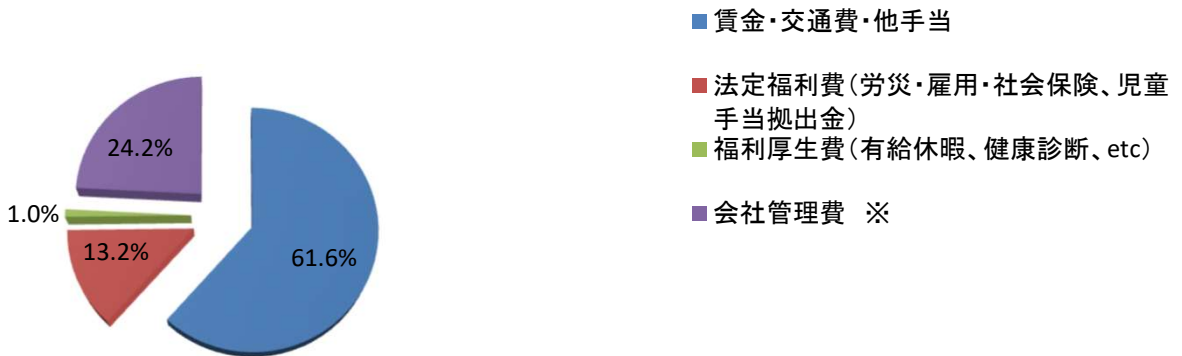 賃金・交通費・他手当
法定福利費(労災・雇用・社会保険、児童
手当拠出金)
福利厚生費(有給休暇、健康診断、etc)
会社管理費 ※
24.2%
1.0%
13.2%
61.6%